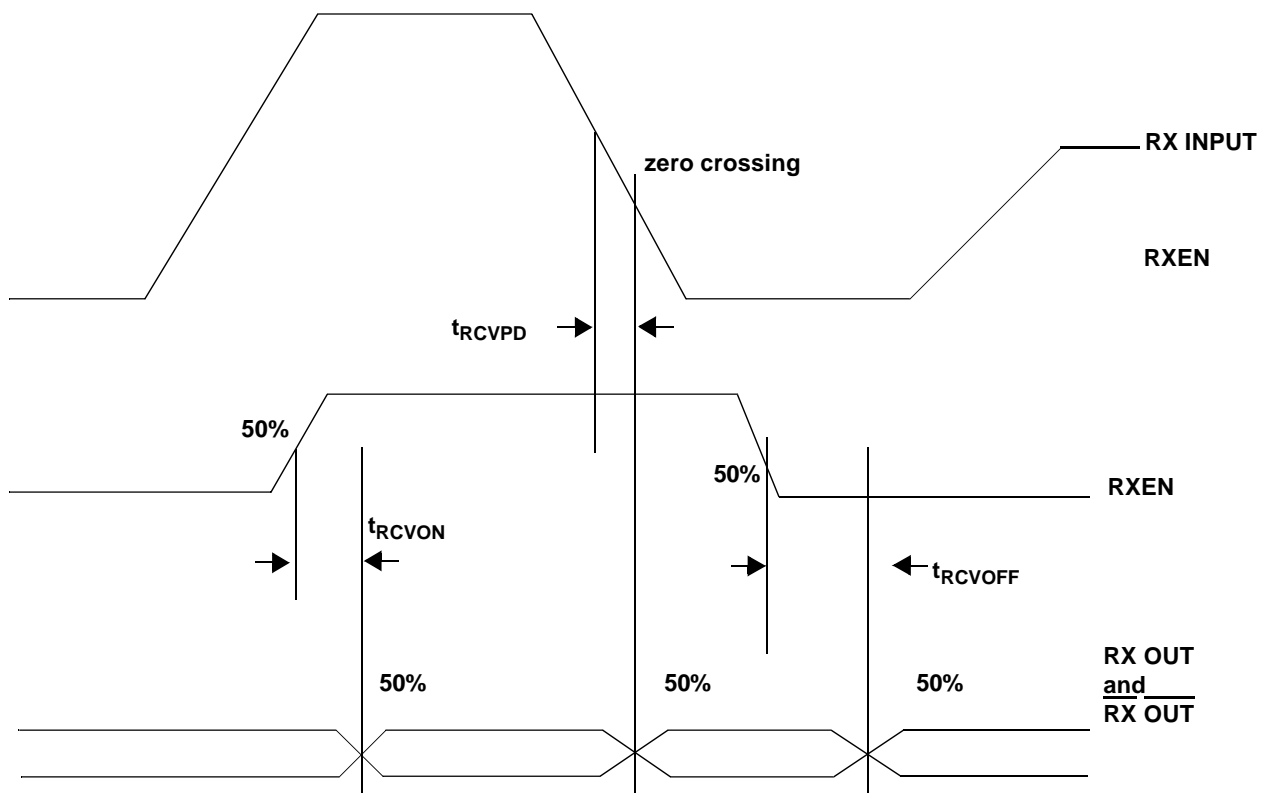 RX INPUT
zero crossing
RXEN
tRCVPD
50%
50%
RXEN
tRCVON
tRCVOFF
50%
50%
50%
RX OUT
and
RX OUT